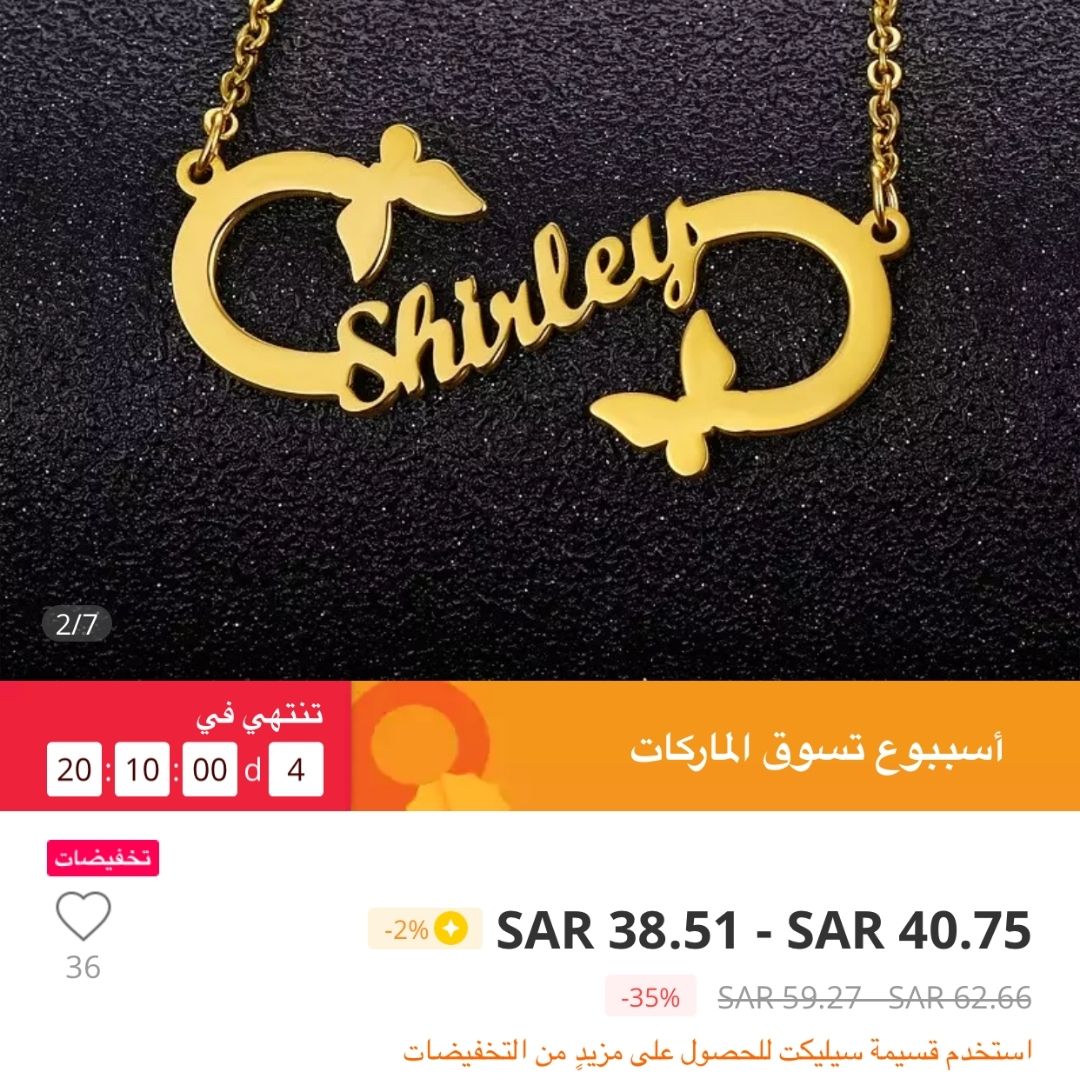 Shirley
2/7
أسبوع تسوق الماركات
تنتهي في
4 d 00 : 10 : 20
تخفيضات
36
SAR 38.51 - SAR 40.75
-2%
SAR 59.27 - SAR 62.66
-35%
استخدم قسيمة سيليكت للحصول على مزيدٍ من التخفيضات